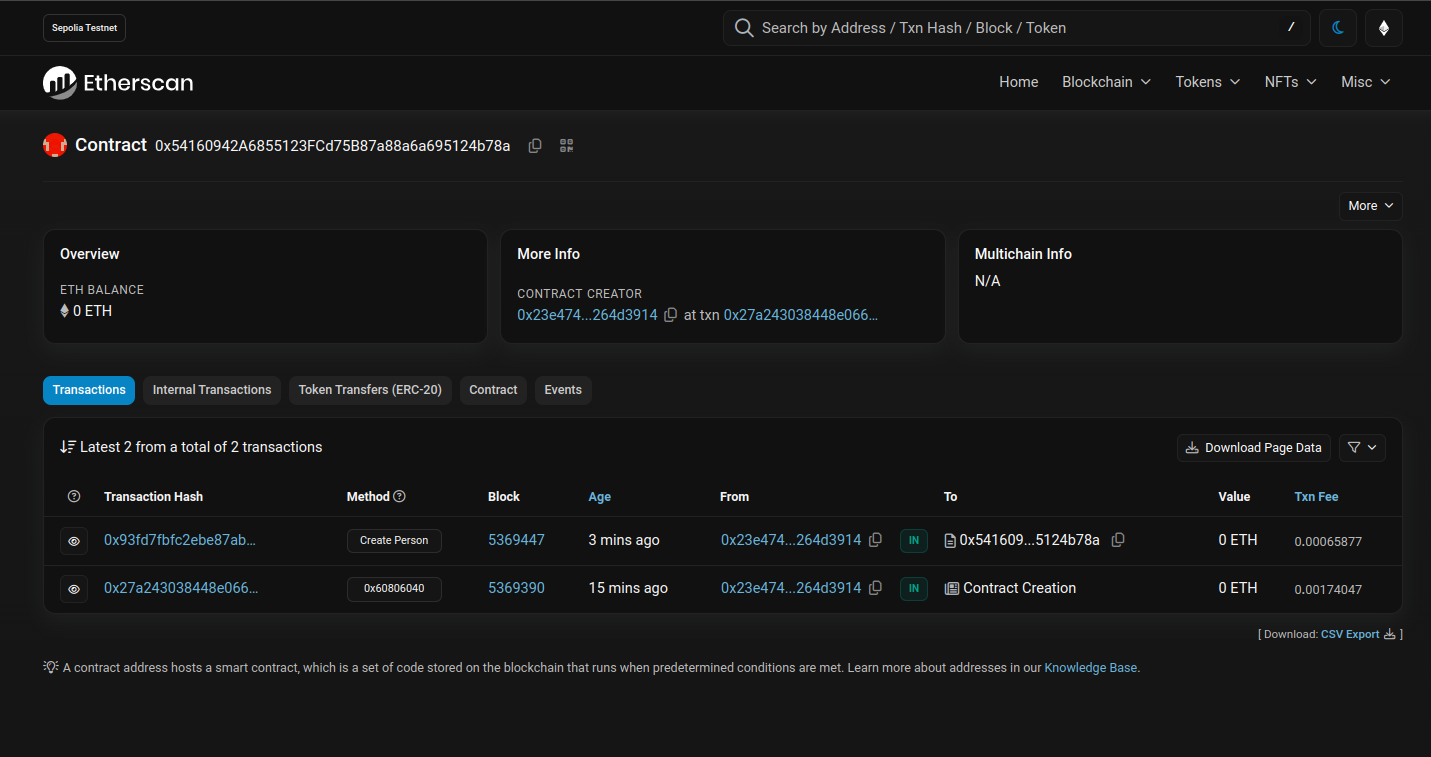 Sepolia Testnet
Search by Address / Txn Hash / Block / Token /
Etherscan
Home Blockchain Tokens NFTs Misc
Contract 0x54160942A6855123FCd75B87a88a6a695124b78a
More
Overview
ETH BALANCE
0 ETH
More Info
CONTRACT CREATOR
0x23e474...264d3914 at txn 0x27a243038448e066...
Multichain Info
N/A
Transactions Internal Transactions Token Transfers (ERC-20) Contract Events
Latest 2 from a total of 2 transactions Download Page Data
Transaction Hash Method Block Age From To Value Txn Fee
0x93fd7fbfc2ebe87ab... Create Person 5369447 3 mins ago 0x23e474...264d3914 IN 0x541609...5124b78a 0 ETH 0.00065877
0x27a243038448e066... 0x60806040 5369390 15 mins ago 0x23e474...264d3914 IN Contract Creation 0 ETH 0.00174047
[ Download: CSV Export ]
A contract address hosts a smart contract, which is a set of code stored on the blockchain that runs when predetermined conditions are met. Learn more about addresses in our Knowledge Base.